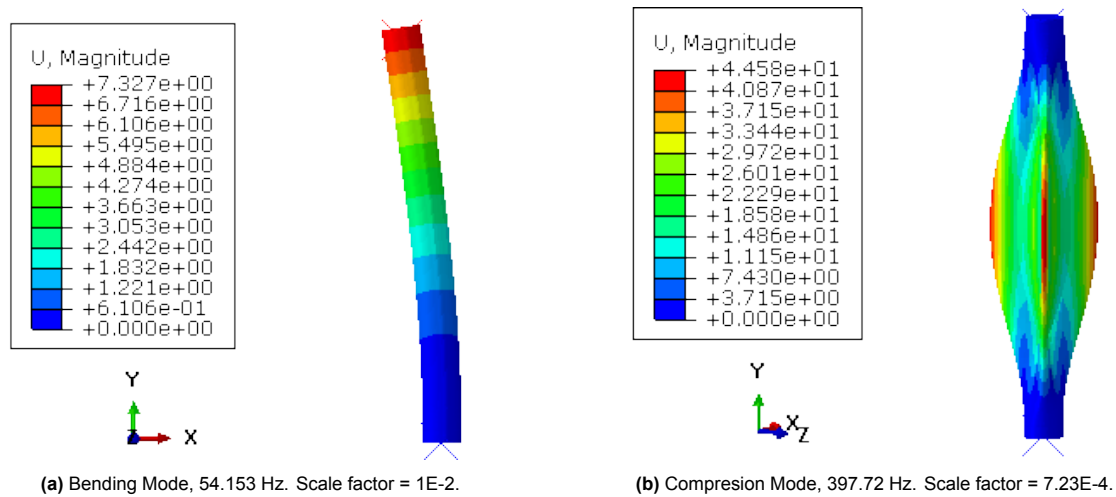 U, Magnitude
+7.327e+00
+6.716e+00
+6.106e+00
+5.495e+00
+4.884e+00
+4.274e+00
+3.663e+00
+3.053e+00
+2.442e+00
+1.832e+00
+1.221e+00
+6.106e-01
+0.000e+00
Y
X
(a) Bending Mode, 54.153 Hz. Scale factor = 1E-2.
U, Magnitude
+4.458e+01
+4.087e+01
+3.715e+01
+3.344e+01
+2.972e+01
+2.601e+01
+2.229e+01
+1.858e+01
+1.486e+01
+1.115e+01
+7.430e+00
+3.715e+00
+0.000e+00
Y
X
Z
(b) Compresion Mode, 397.72 Hz. Scale factor = 7.23E-4.